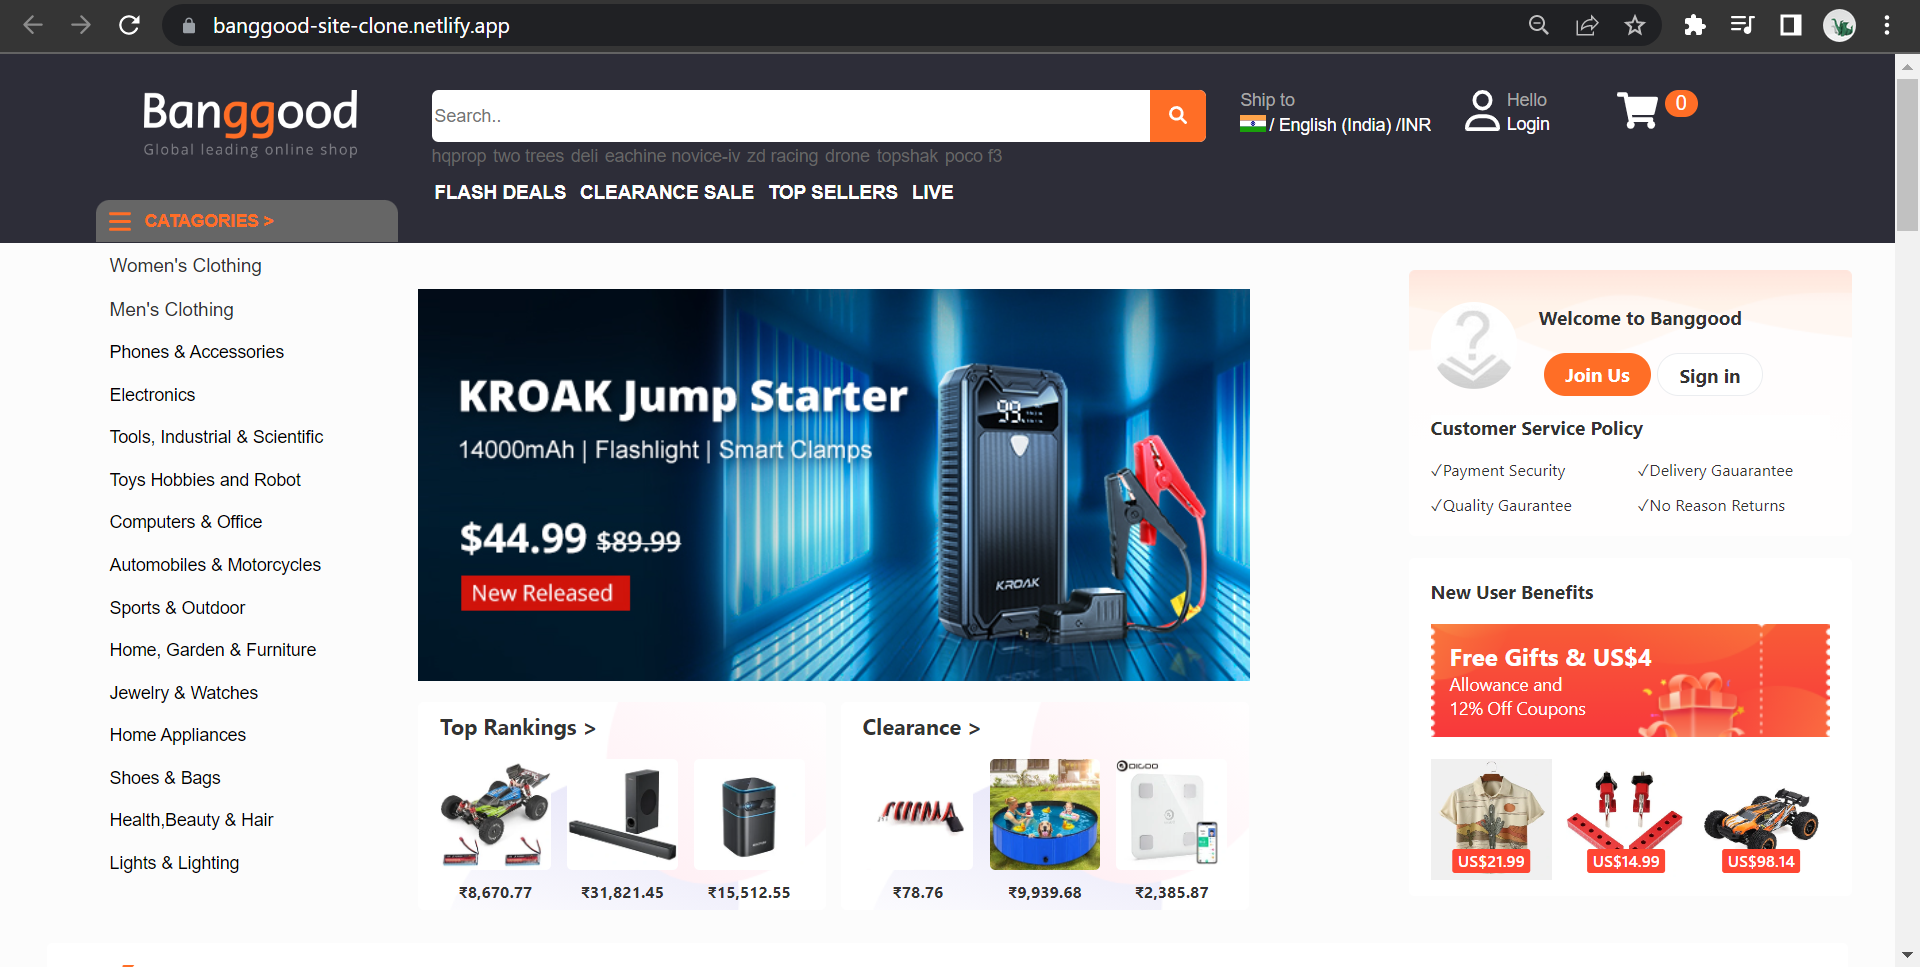 banggood-site-clone.netlify.app
Banggood
Global leading online shop
Search..
Ship to
/ English (India) /INR
Hello
Login
0
hqprop two trees deli eachine novice-iv zd racing drone topshak poco f3
FLASH DEALS CLEARANCE SALE TOP SELLERS LIVE
CATAGORIES >
Women's Clothing
Men's Clothing
Phones & Accessories
Electronics
Tools, Industrial & Scientific
Toys Hobbies and Robot
Computers & Office
Automobiles & Motorcycles
Sports & Outdoor
Home, Garden & Furniture
Jewelry & Watches
Home Appliances
Shoes & Bags
Health,Beauty & Hair
Lights & Lighting
KROAK Jump Starter
14000mAh | Flashlight | Smart Clamps
$44.99 $89.99
New Released
99
KROAK
Top Rankings >
₹8,670.77
₹31,821.45
₹15,512.55
Clearance >
DIGOO
₹78.76
₹9,939.68
₹2,385.87
Welcome to Banggood
Join Us
Sign in
Customer Service Policy
✓Payment Security
✓Delivery Gauarantee
✓Quality Gaurantee
✓No Reason Returns
New User Benefits
Free Gifts & US$4
Allowance and
12% Off Coupons
US$21.99
US$14.99
US$98.14